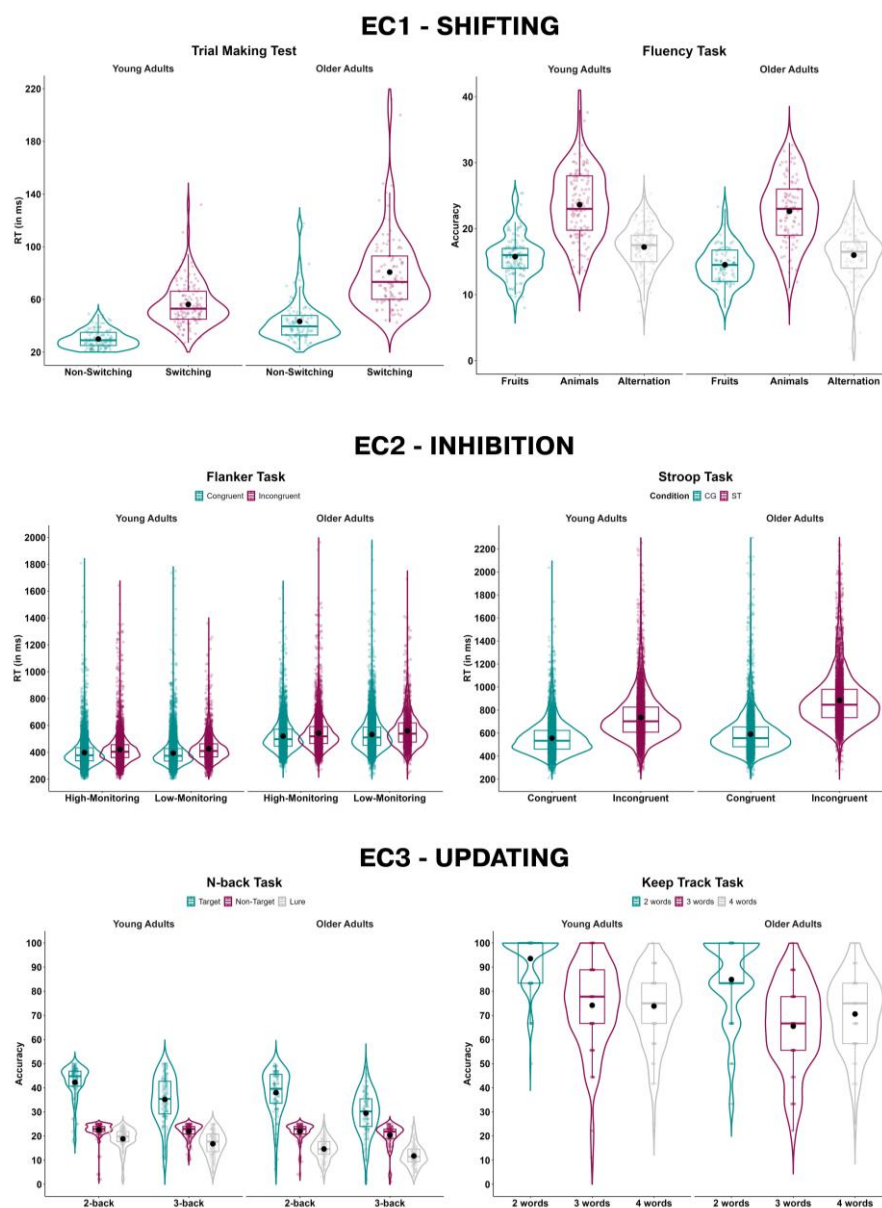 EC1 - SHIFTING
Trial Making Test
Young Adults
Older Adults
RT (in ms)
220
180
140
100
60
20
Non-Switching
Switching
Non-Switching
Switching
Fluency Task
Young Adults
Older Adults
Accuracy
40
30
20
10
0
Fruits
Animals
Alternation
Fruits
Animals
Alternation
EC2 - INHIBITION
Flanker Task
Congruent
Incongruent
Young Adults
Older Adults
RT (in ms)
2000
1800
1600
1400
1200
1000
800
600
400
200
High-Monitoring
Low-Monitoring
High-Monitoring
Low-Monitoring
Stroop Task
Condition
CG
ST
Young Adults
Older Adults
RT (in ms)
2200
2000
1800
1600
1400
1200
1000
800
600
400
200
Congruent
Incongruent
Congruent
Incongruent
EC3 - UPDATING
N-back Task
Target
Non-Target
Lure
Young Adults
Older Adults
Accuracy
100
90
80
70
60
50
40
30
20
10
0
2-back
3-back
2-back
3-back
Keep Track Task
2 words
3 words
4 words
Young Adults
Older Adults
Accuracy
100
90
80
70
60
50
40
30
20
10
0
2 words
3 words
4 words
2 words
3 words
4 words